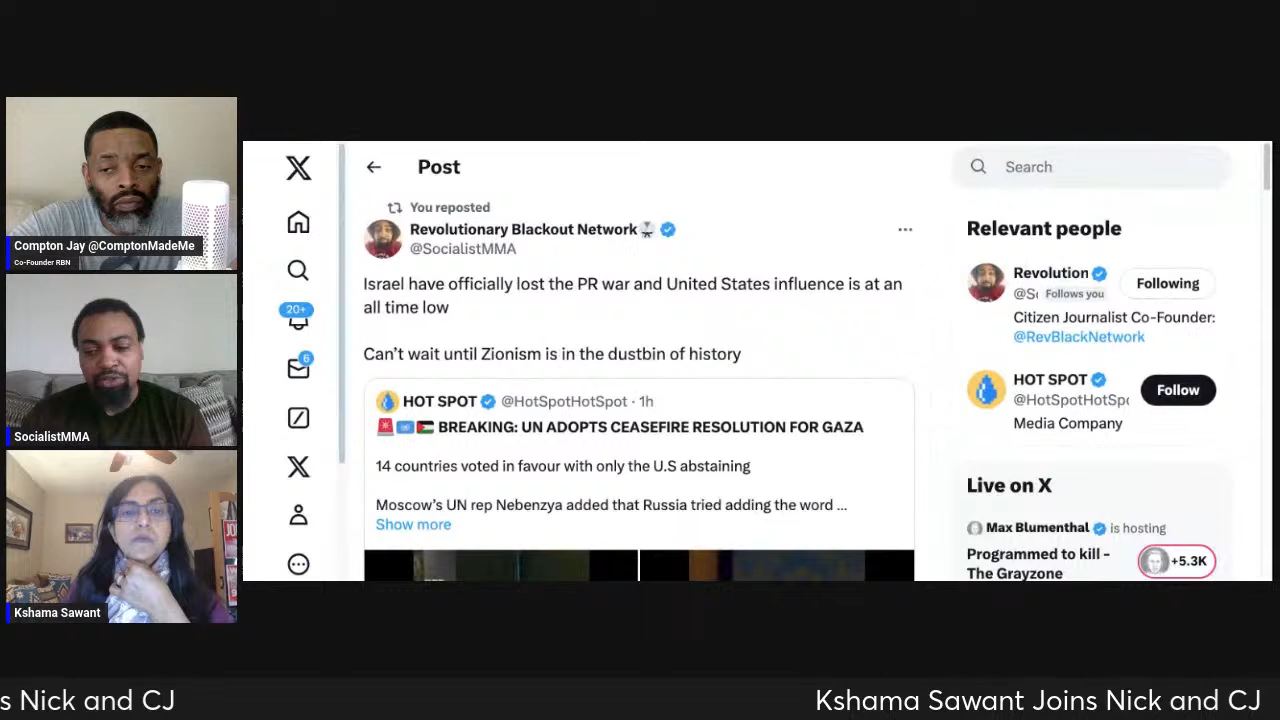 Compton Jay @ComptonMadeMe
Co-Founder RBN
SocialistMMA
Kshama Sawant
20+
6
Post
You reposted
Revolutionary Blackout Network
@SocialistMMA
Israel have officially lost the PR war and United States influence is at an
all time low
Can’t wait until Zionism is in the dustbin of history
HOT SPOT @HotSpotHotSpot · 1h
BREAKING: UN ADOPTS CEASEFIRE RESOLUTION FOR GAZA
14 countries voted in favour with only the U.S abstaining
Moscow’s UN rep Nebenzya added that Russia tried adding the word ...
Show more
Search
Relevant people
Revolution
Following
@So Follows you
Citizen Journalist Co-Founder:
@RevBlackNetwork
HOT SPOT
@HotSpotHotSpo
Follow
Media Company
Live on X
Max Blumenthal is hosting
Programmed to kill -
The Grayzone
+5.3K
s Nick and CJ
Kshama Sawant Joins Nick and CJ